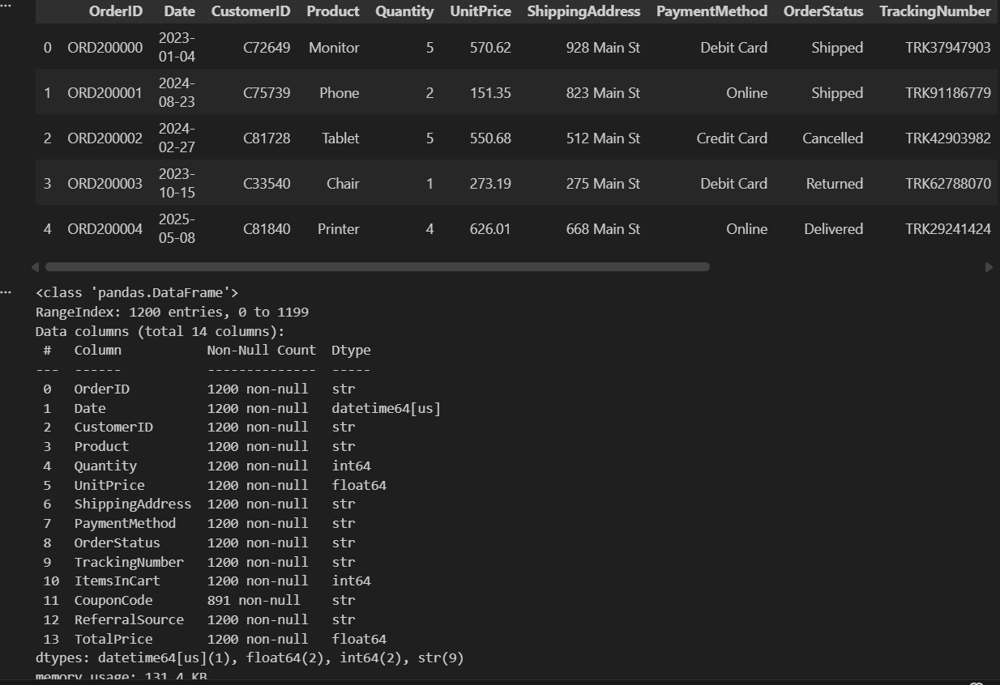 OrderID Date CustomerID Product Quantity UnitPrice ShippingAddress PaymentMethod OrderStatus TrackingNumber
0 ORD200000 2023-01-04 C72649 Monitor 5 570.62 928 Main St Debit Card Shipped TRK37947903
1 ORD200001 2024-08-23 C75739 Phone 2 151.35 823 Main St Online Shipped TRK91186779
2 ORD200002 2024-02-27 C81728 Tablet 5 550.68 512 Main St Credit Card Cancelled TRK42903982
3 ORD200003 2023-10-15 C33540 Chair 1 273.19 275 Main St Debit Card Returned TRK62788070
4 ORD200004 2025-05-08 C81840 Printer 4 626.01 668 Main St Online Delivered TRK29241424
<class 'pandas.DataFrame'>
RangeIndex: 1200 entries, 0 to 1199
Data columns (total 14 columns):
 #   Column           Non-Null Count  Dtype
---  ------           --------------  -----
 0   OrderID          1200 non-null   str
 1   Date             1200 non-null   datetime64[us]
 2   CustomerID       1200 non-null   str
 3   Product          1200 non-null   str
 4   Quantity         1200 non-null   int64
 5   UnitPrice        1200 non-null   float64
 6   ShippingAddress  1200 non-null   str
 7   PaymentMethod    1200 non-null   str
 8   OrderStatus      1200 non-null   str
 9   TrackingNumber   1200 non-null   str
 10  ItemsInCart      1200 non-null   int64
 11  CouponCode       891 non-null    str
 12  ReferralSource   1200 non-null   str
 13  TotalPrice       1200 non-null   float64
dtypes: datetime64[us](1), float64(2), int64(2), str(9)
memory usage: 131.4 KB